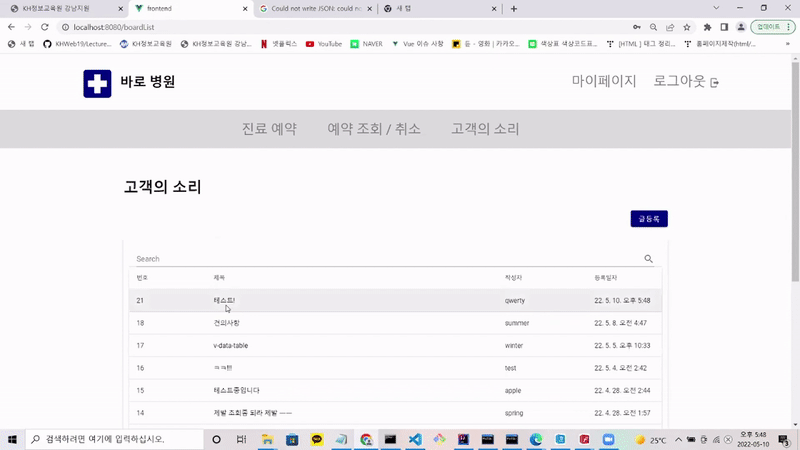 KH정보교육원 강남지원
frontend
Could not write JSON: could no
새 탭
localhost:8080/boardList
업데이트
새 탭
KHWeb19/Lecture...
KH정보교육원
KH정보교육원 강남...
넷플릭스
YouTube
NAVER
Vue 이슈 사항
듄 - 영화 | 카카오...
색상표 색상코드표...
[HTML] 태그 정리...
홈페이지제작(html/...
바로 병원
마이페이지
로그아웃
진료 예약
예약 조회 / 취소
고객의 소리
고객의 소리
글등록
Search
번호 제목 작성자 등록일자
21 테스트! qwerty 22. 5. 10. 오후 5:48
18 건의사항 summer 22. 5. 8. 오전 4:47
17 v-data-table winter 22. 5. 5. 오후 10:33
16 ㅋㅋ튼 test 22. 5. 4. 오전 2:42
15 테스트중입니다 apple 22. 4. 28. 오전 2:44
14 제발 조회좀 되라 제발 ㅡㅡ spring 22. 4. 28. 오전 1:57
검색하려면 여기에 입력하십시오.
25°C
오후 5:48
2022-05-10